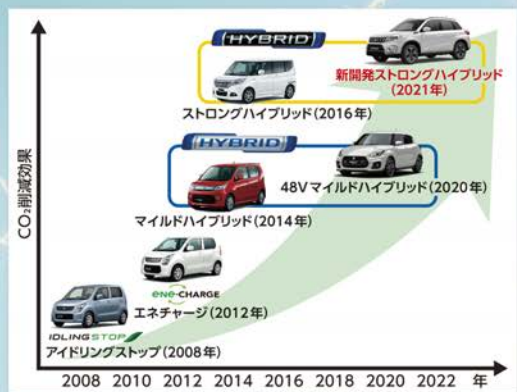 CO₂削減効果
HYBRID
新開発ストロングハイブリッド
(2021年)
ストロングハイブリッド(2016年)
HYBRID
48Vマイルドハイブリッド(2020年)
マイルドハイブリッド(2014年)
ene-CHARGE
エネチャージ(2012年)
IDLINGSTOP
アイドリングストップ(2008年)
2008 2010 2012 2014 2016 2018 2020 2022 年